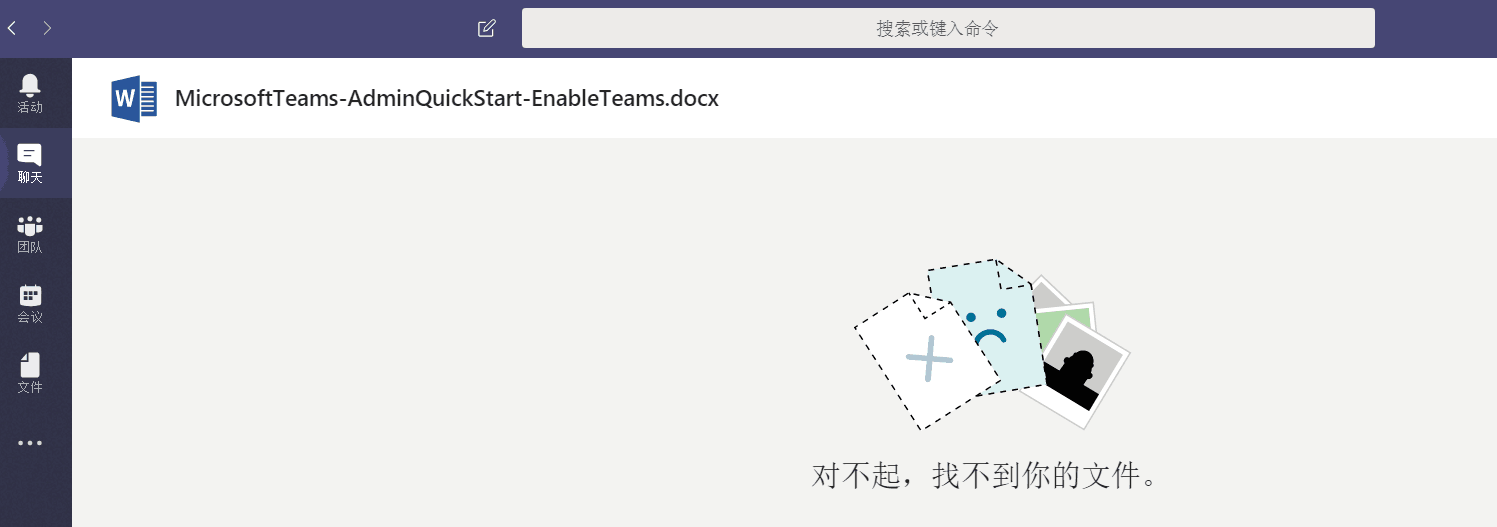 搜索或键入命令
W MicrosoftTeams-AdminQuickStart-EnableTeams.docx
活动
聊天
团队
会议
文件
对不起，找不到你的文件。